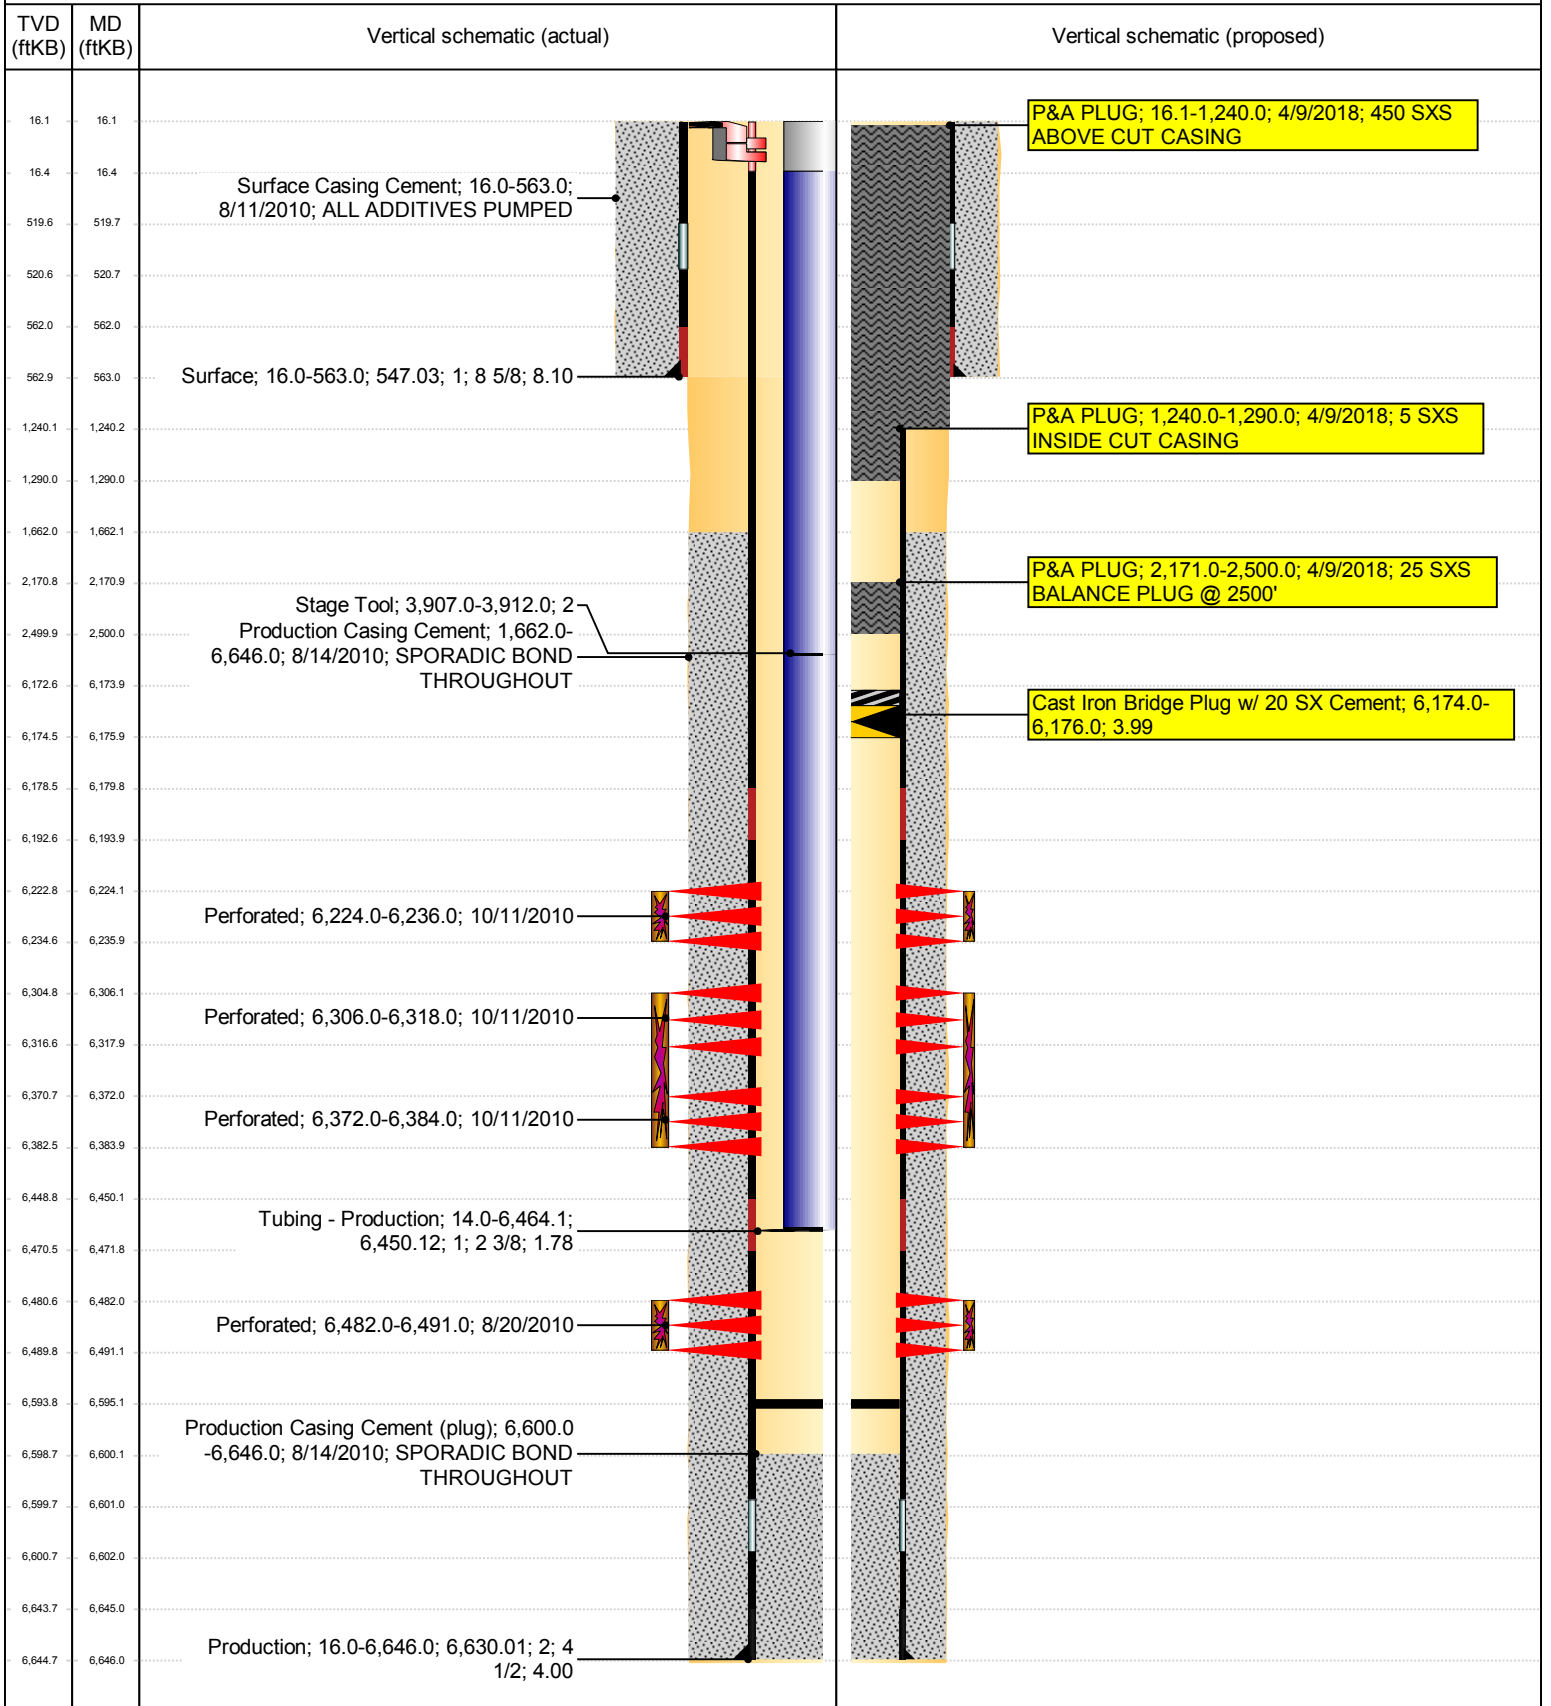 TVD (ftKB)
MD (ftKB)
Vertical schematic (actual)
Vertical schematic (proposed)
16.1 16.1
P&A PLUG; 16.1-1,240.0; 4/9/2018; 450 SXS
ABOVE CUT CASING
16.4 16.4
Surface Casing Cement; 16.0-563.0;
8/11/2010; ALL ADDITIVES PUMPED
519.6 519.7
520.6 520.7
562.0 562.0
562.9 563.0
Surface; 16.0-563.0; 547.03; 1; 8 5/8; 8.10
1,240.1 1,240.2
P&A PLUG; 1,240.0-1,290.0; 4/9/2018; 5 SXS
INSIDE CUT CASING
1,290.0 1,290.0
1,662.0 1,662.1
2,170.8 2,170.9
P&A PLUG; 2,171.0-2,500.0; 4/9/2018; 25 SXS
BALANCE PLUG @ 2500'
Stage Tool; 3,907.0-3,912.0; 2
2,499.9 2,500.0
Production Casing Cement; 1,662.0-
6,646.0; 8/14/2010; SPORADIC BOND
THROUGHOUT
6,172.6 6,173.9
Cast Iron Bridge Plug w/ 20 SX Cement; 6,174.0-
6,176.0; 3.99
6,174.5 6,175.9
6,178.5 6,179.8
6,192.6 6,193.9
6,222.8 6,224.1
Perforated; 6,224.0-6,236.0; 10/11/2010
6,234.6 6,235.9
6,304.8 6,306.1
Perforated; 6,306.0-6,318.0; 10/11/2010
6,316.6 6,317.9
6,370.7 6,372.0
Perforated; 6,372.0-6,384.0; 10/11/2010
6,382.5 6,383.9
6,448.8 6,450.1
Tubing - Production; 14.0-6,464.1;
6,450.12; 1; 2 3/8; 1.78
6,470.5 6,471.8
6,480.6 6,482.0
Perforated; 6,482.0-6,491.0; 8/20/2010
6,489.8 6,491.1
6,593.8 6,595.1
Production Casing Cement (plug); 6,600.0
-6,646.0; 8/14/2010; SPORADIC BOND
THROUGHOUT
6,598.7 6,600.1
6,599.7 6,601.0
6,600.7 6,602.0
6,643.7 6,645.0
Production; 16.0-6,646.0; 6,630.01; 2; 4
1/2; 4.00
6,644.7 6,646.0